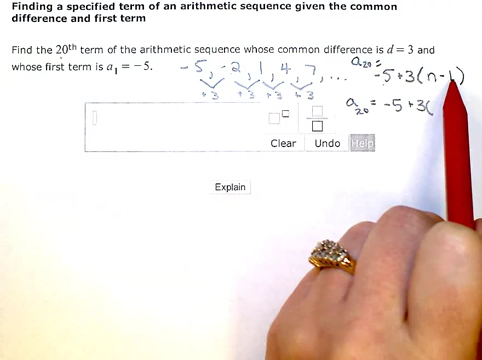 Finding a specified term of an arithmetic sequence given the common
difference and first term
Find the 20th term of the arithmetic sequence whose common difference is d = 3 and
whose first term is a₁ = −5.
-5, -2, 1, 4, 7, ...
+3 +3 +3 +3
a₂₀ =
-5+3(n-1)
a₂₀ = -5+3(
Clear Undo Help
Explain